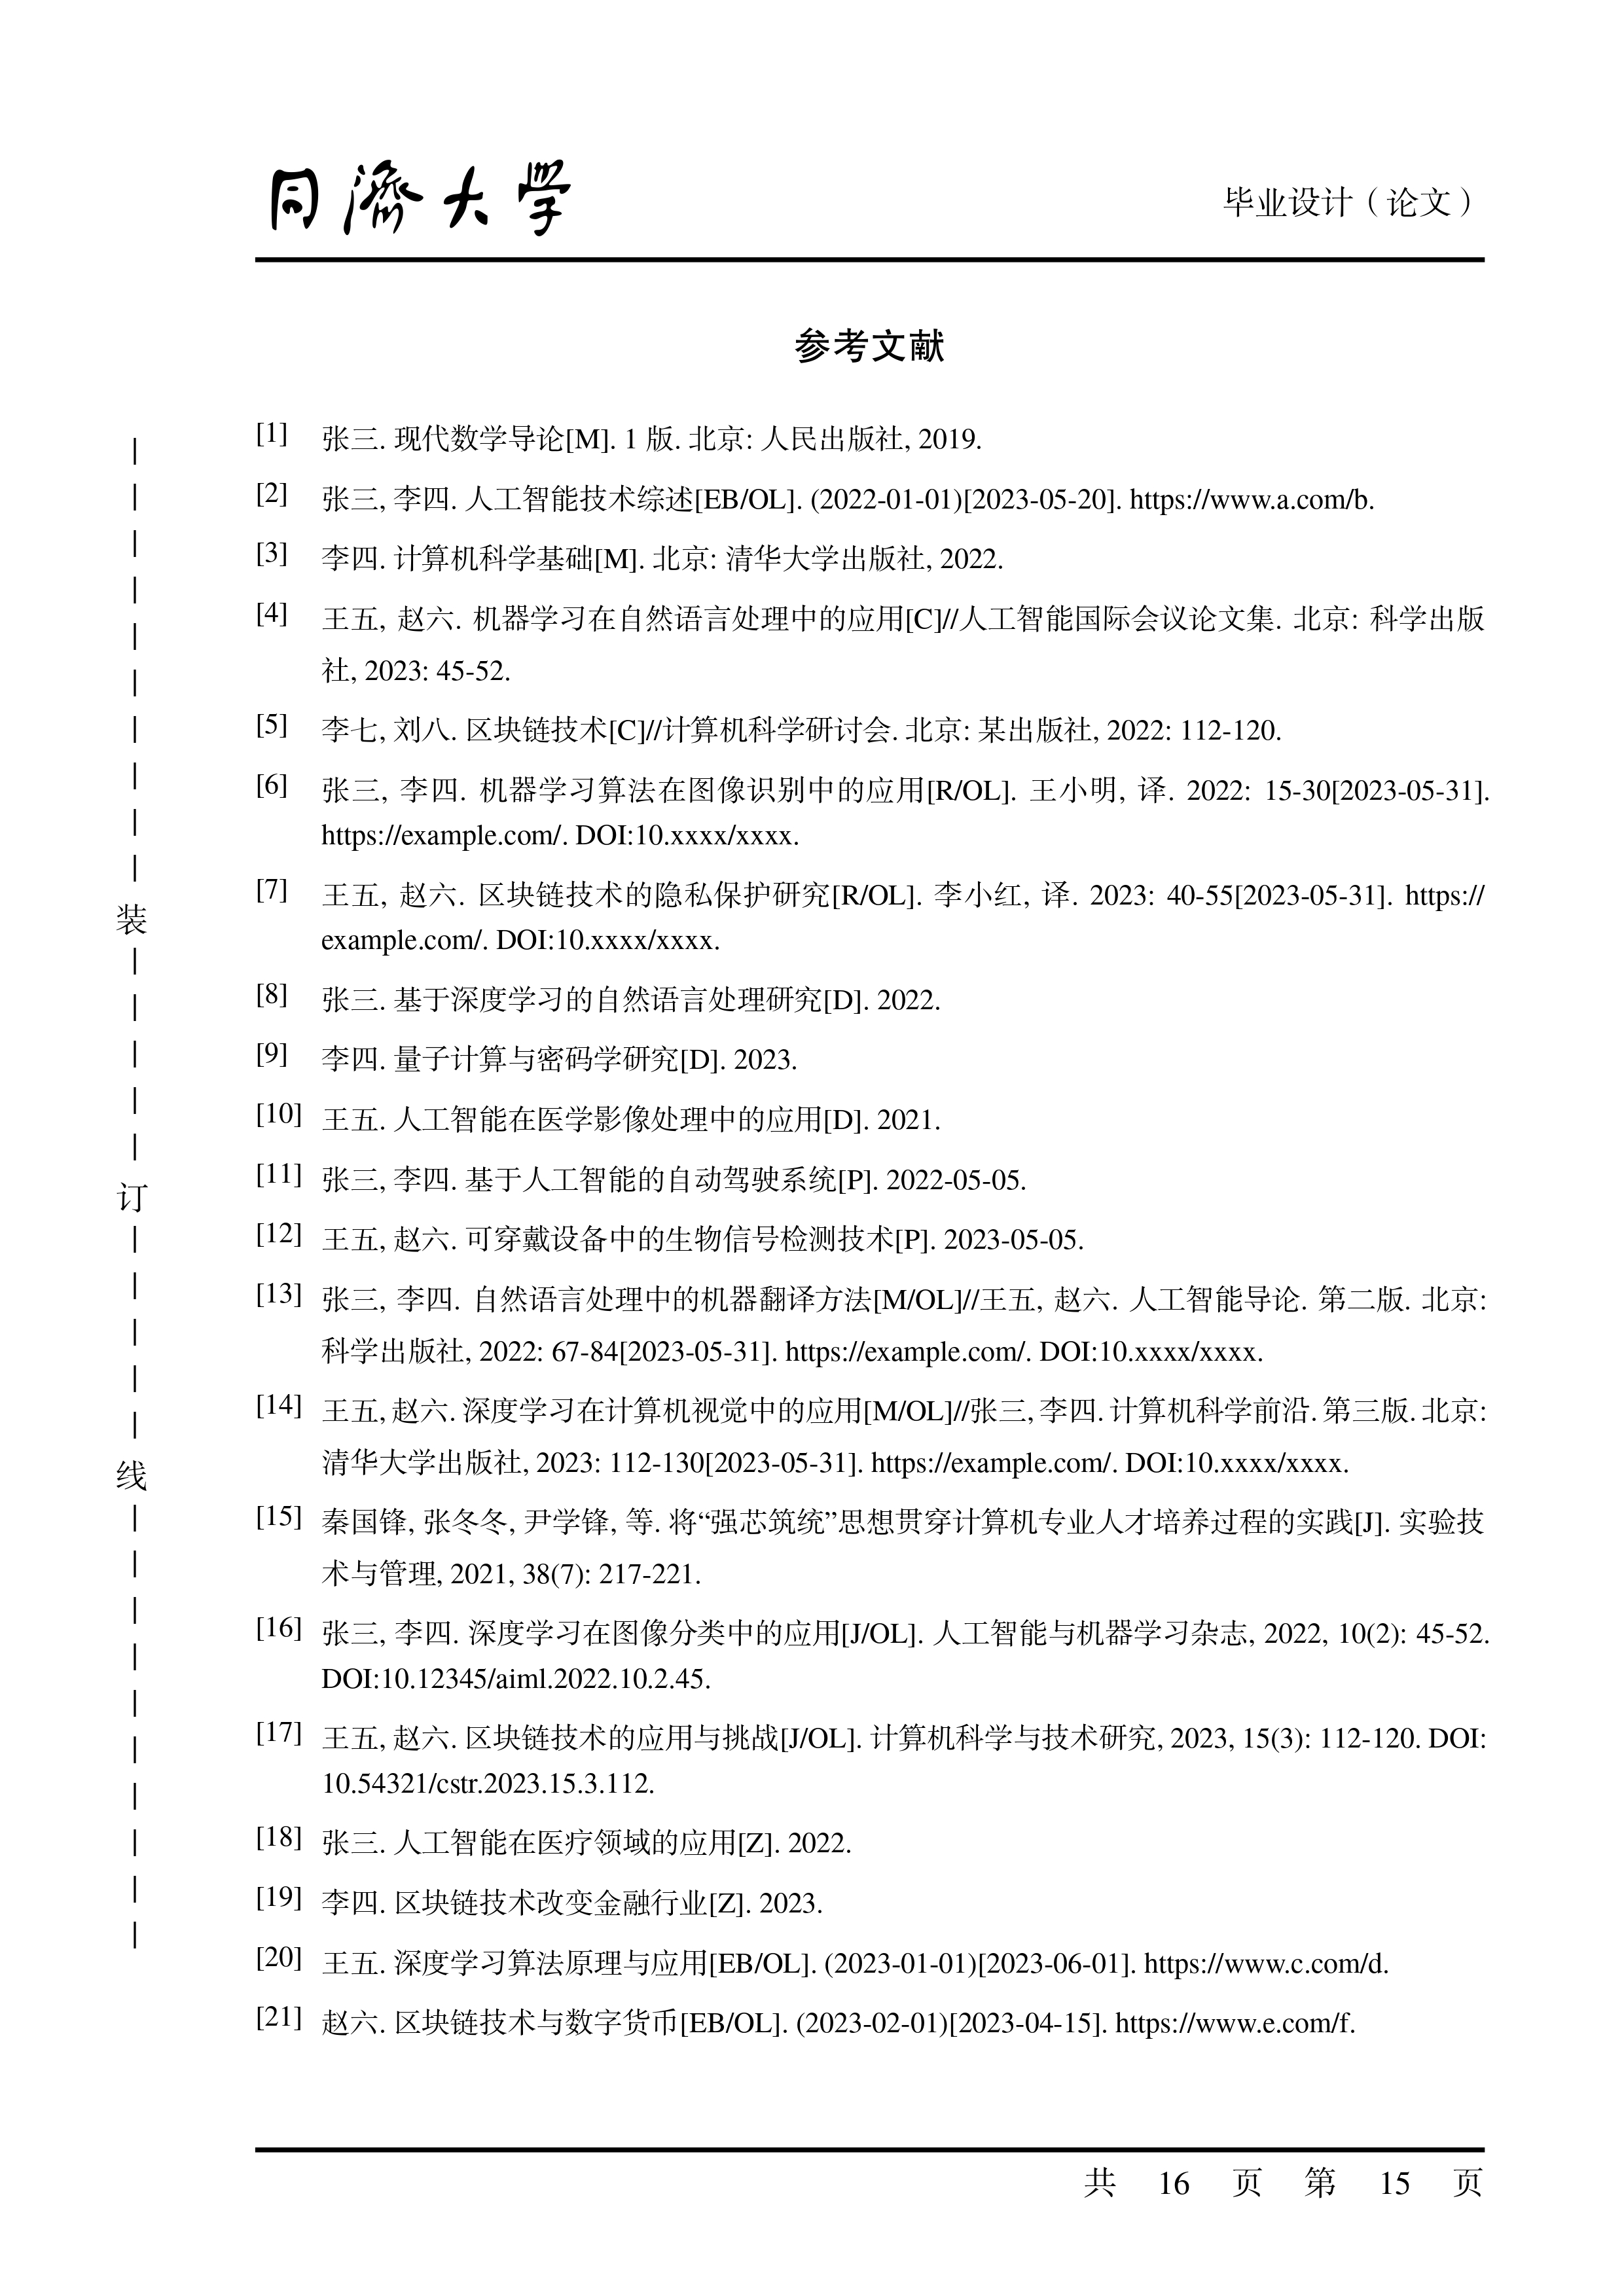 同濟大学
毕业设计（论文）
参考文献
[1] 张三. 现代数学导论[M]. 1 版. 北京: 人民出版社, 2019.
[2] 张三, 李四. 人工智能技术综述[EB/OL]. (2022-01-01)[2023-05-20]. https://www.a.com/b.
[3] 李四. 计算机科学基础[M]. 北京: 清华大学出版社, 2022.
[4] 王五, 赵六. 机器学习在自然语言处理中的应用[C]//人工智能国际会议论文集. 北京: 科学出版
社, 2023: 45-52.
[5] 李七, 刘八. 区块链技术[C]//计算机科学研讨会. 北京: 某出版社, 2022: 112-120.
[6] 张三, 李四. 机器学习算法在图像识别中的应用[R/OL]. 王小明, 译. 2022: 15-30[2023-05-31].
https://example.com/. DOI:10.xxxx/xxxx.
[7] 王五, 赵六. 区块链技术的隐私保护研究[R/OL]. 李小红, 译. 2023: 40-55[2023-05-31]. https://
example.com/. DOI:10.xxxx/xxxx.
[8] 张三. 基于深度学习的自然语言处理研究[D]. 2022.
[9] 李四. 量子计算与密码学研究[D]. 2023.
[10] 王五. 人工智能在医学影像处理中的应用[D]. 2021.
[11] 张三, 李四. 基于人工智能的自动驾驶系统[P]. 2022-05-05.
[12] 王五, 赵六. 可穿戴设备中的生物信号检测技术[P]. 2023-05-05.
[13] 张三, 李四. 自然语言处理中的机器翻译方法[M/OL]//王五, 赵六. 人工智能导论. 第二版. 北京:
科学出版社, 2022: 67-84[2023-05-31]. https://example.com/. DOI:10.xxxx/xxxx.
[14] 王五, 赵六. 深度学习在计算机视觉中的应用[M/OL]//张三, 李四. 计算机科学前沿. 第三版. 北京:
清华大学出版社, 2023: 112-130[2023-05-31]. https://example.com/. DOI:10.xxxx/xxxx.
[15] 秦国锋, 张冬冬, 尹学锋, 等. 将“强芯筑统”思想贯穿计算机专业人才培养过程的实践[J]. 实验技
术与管理, 2021, 38(7): 217-221.
[16] 张三, 李四. 深度学习在图像分类中的应用[J/OL]. 人工智能与机器学习杂志, 2022, 10(2): 45-52.
DOI:10.12345/aiml.2022.10.2.45.
[17] 王五, 赵六. 区块链技术的应用与挑战[J/OL]. 计算机科学与技术研究, 2023, 15(3): 112-120. DOI:
10.54321/cstr.2023.15.3.112.
[18] 张三. 人工智能在医疗领域的应用[Z]. 2022.
[19] 李四. 区块链技术改变金融行业[Z]. 2023.
[20] 王五. 深度学习算法原理与应用[EB/OL]. (2023-01-01)[2023-06-01]. https://www.c.com/d.
[21] 赵六. 区块链技术与数字货币[EB/OL]. (2023-02-01)[2023-04-15]. https://www.e.com/f.
装
订
线
共 16 页 第 15 页